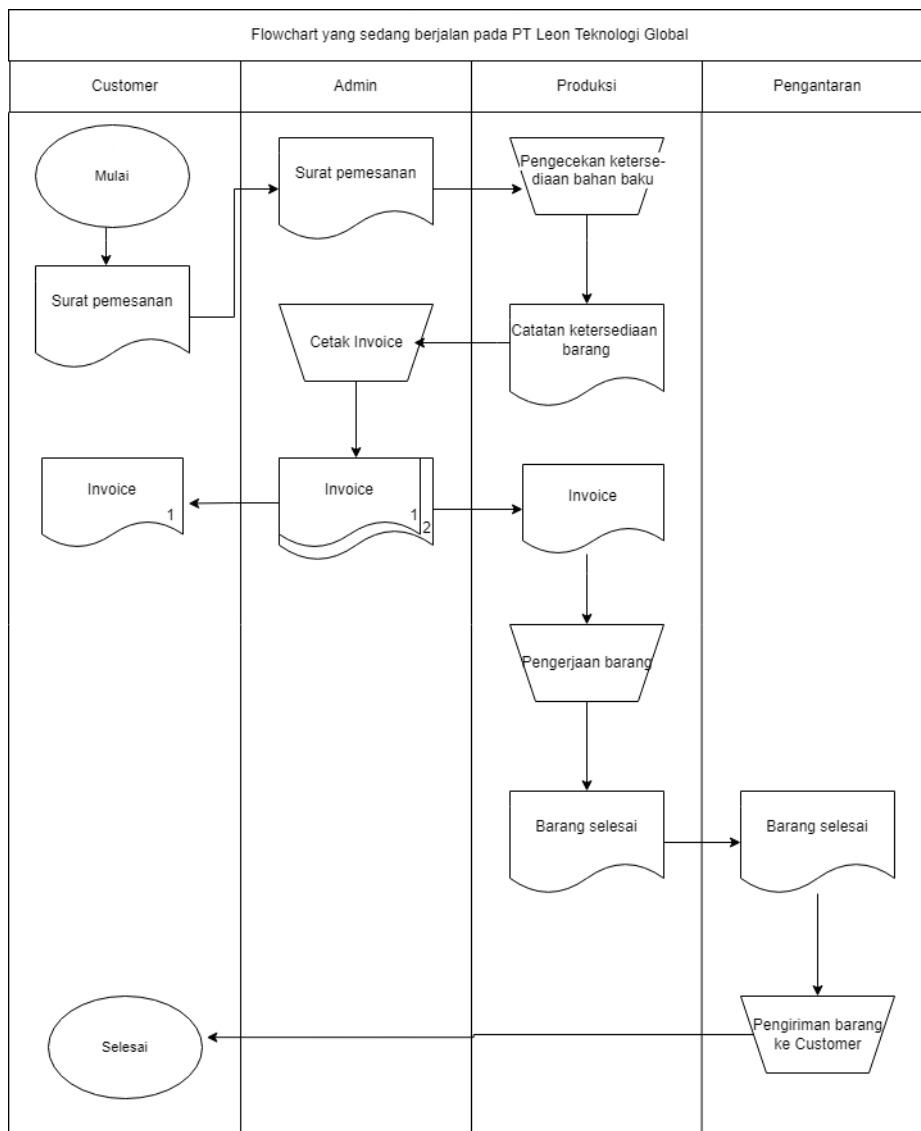 Flowchart yang sedang berjalan pada PT Leon Teknologi Global
Customer
Admin
Produksi
Pengantaran
Mulai
Surat pemesanan
Pengecekan keterse-
diaan bahan baku
Surat pemesanan
Cetak Invoice
Catatan ketersediaan
barang
Invoice
1
Invoice
1
2
Invoice
Pengerjaan barang
Barang selesai
Barang selesai
Selesai
Pengiriman barang
ke Customer